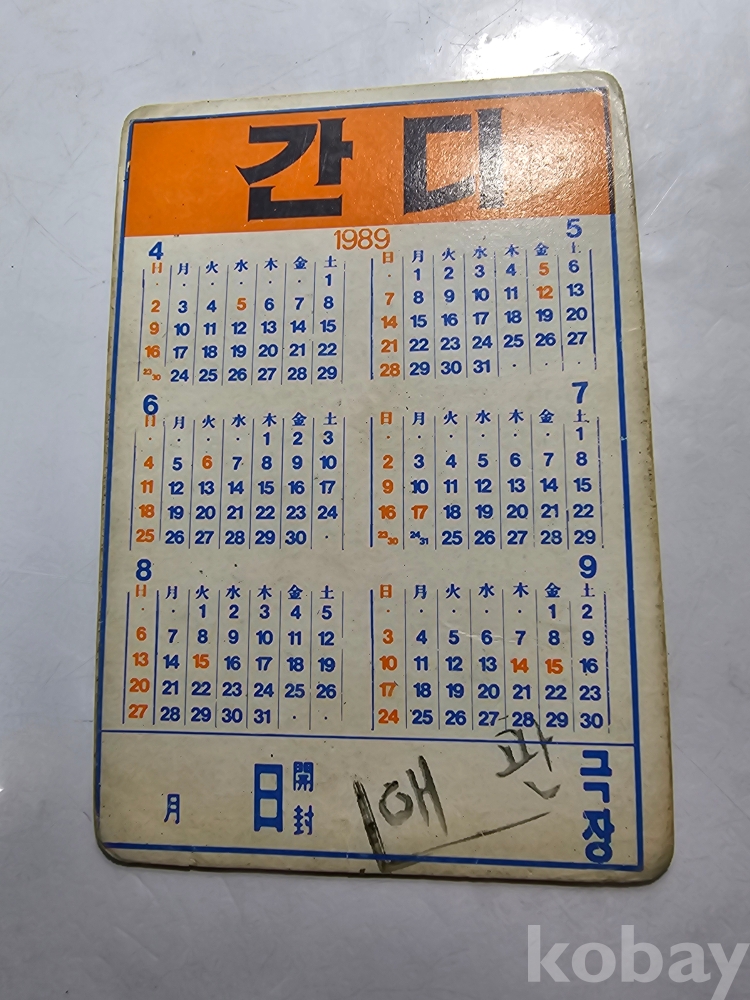 간디
1989
4
日 月 火 水 木 金 土
· · · · · · 1
2 3 4 5 6 7 8
9 10 11 12 13 14 15
16 17 18 19 20 21 22
23/30 24 25 26 27 28 29
5
日 月 火 水 木 金 土
· 1 2 3 4 5 6
7 8 9 10 11 12 13
14 15 16 17 18 19 20
21 22 23 24 25 26 27
28 29 30 31 · · ·
6
日 月 火 水 木 金 土
· · · · 1 2 3
4 5 6 7 8 9 10
11 12 13 14 15 16 17
18 19 20 21 22 23 24
25 26 27 28 29 30 ·
7
日 月 火 水 木 金 土
· · · · · · 1
2 3 4 5 6 7 8
9 10 11 12 13 14 15
16 17 18 19 20 21 22
23/30 24/31 25 26 27 28 29
8
日 月 火 水 木 金 土
· · 1 2 3 4 5
6 7 8 9 10 11 12
13 14 15 16 17 18 19
20 21 22 23 24 25 26
27 28 29 30 31 · ·
9
日 月 火 水 木 金 土
· · · · · 1 2
3 4 5 6 7 8 9
10 11 12 13 14 15 16
17 18 19 20 21 22 23
24 25 26 27 28 29 30
月 日 開封
극장
kobay